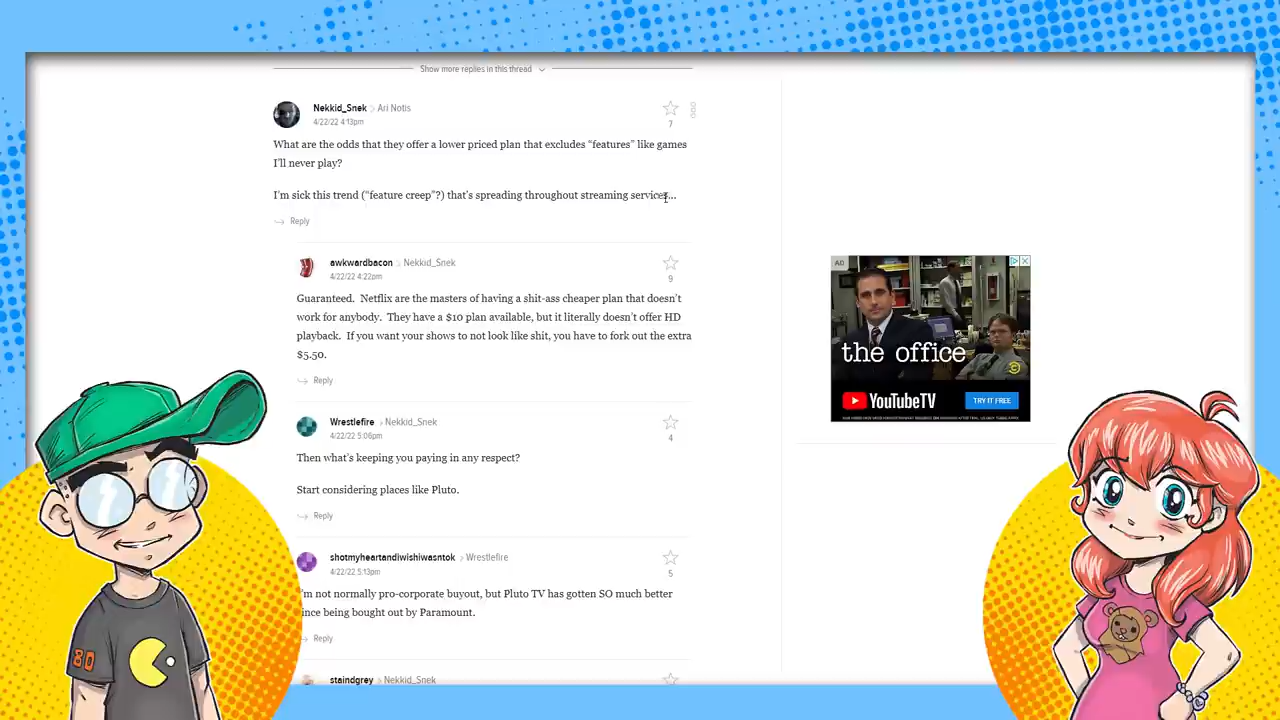 Show more replies in this thread
Nekkid_Snek > Ari Notis
4/22/22 4:13pm
7
What are the odds that they offer a lower priced plan that excludes “features” like games
I’ll never play?
I’m sick this trend (“feature creep”?) that’s spreading throughout streaming services...
Reply
awkwardbacon > Nekkid_Snek
4/22/22 4:22pm
9
Guaranteed. Netflix are the masters of having a shit-ass cheaper plan that doesn’t
work for anybody. They have a $10 plan available, but it literally doesn’t offer HD
playback. If you want your shows to not look like shit, you have to fork out the extra
$5.50.
Reply
Wrestlefire > Nekkid_Snek
4/22/22 5:06pm
4
Then what’s keeping you paying in any respect?
Start considering places like Pluto.
Reply
shotmyheartandiwishiwasntok > Wrestlefire
4/22/22 5:13pm
5
'm not normally pro-corporate buyout, but Pluto TV has gotten SO much better
ince being bought out by Paramount.
Reply
staindgrey > Nekkid_Snek
AD
the office
YouTubeTV
TRY IT FREE
80